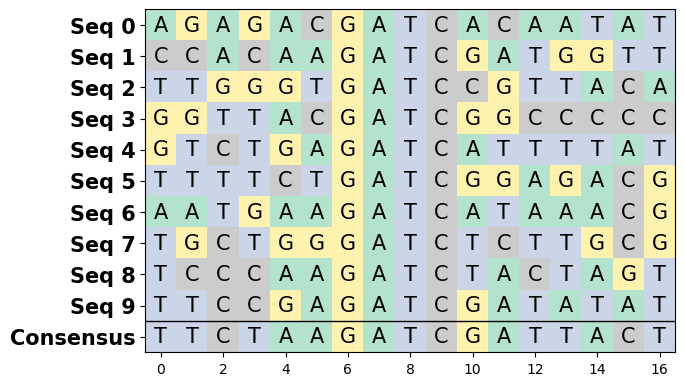 Seq 0 A G A G A C G A T C A C A A T A T
Seq 1 C C A C A A G A T C G A T G G T T
Seq 2 T T G G G T G A T C C G T T A C A
Seq 3 G G T T A C G A T C G G C C C C C
Seq 4 G T C T G A G A T C A T T T T A T
Seq 5 T T T T C T G A T C G G A G A C G
Seq 6 A A T G A A G A T C A T A A A C G
Seq 7 T G C T G G G A T C T C T T G C G
Seq 8 T C C C A A G A T C T A C T A G T
Seq 9 T T C C G A G A T C G A T A T A T
Consensus T T C T A A G A T C G A T T A C T
0 2 4 6 8 10 12 14 16